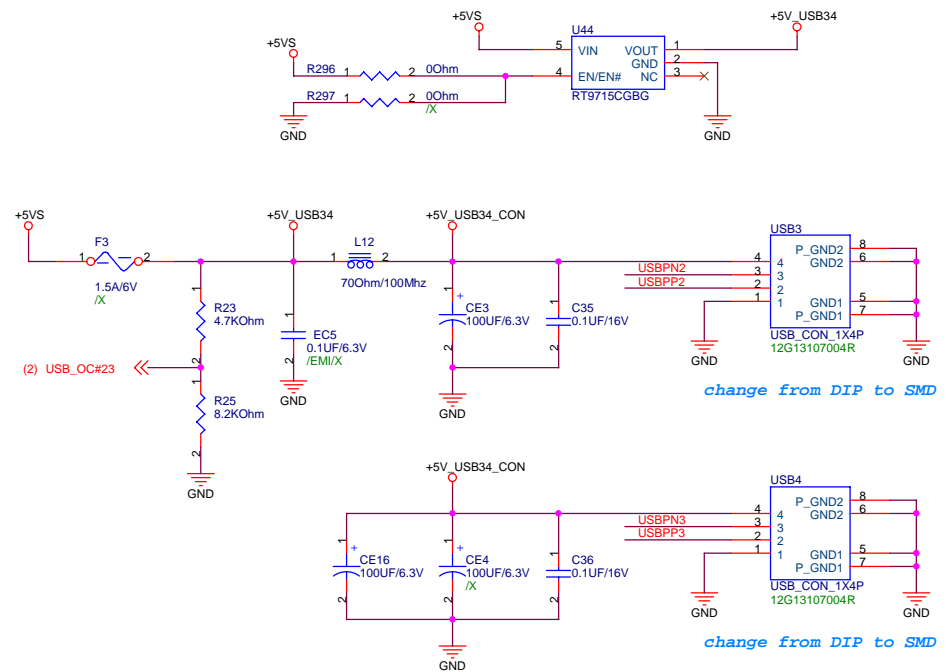 +5VS
U44
+5V_USB34
+5VS
5 VIN VOUT 1
GND 2
R296 1 2 0Ohm 4 EN/EN# NC 3
R297 1 2 0Ohm RT9715CGBG
/X
GND
GND
+5VS
+5V_USB34
+5V_USB34_CON
USB3
F3
L12
P_GND2 8
1 2 1 2 4 4 GND2 6
USBPN2 3 3
1.5A/6V
70Ohm/100Mhz
USBPP2 2 2
/X
1 1 GND1 5
P_GND1 7
1
R23
4.7KOhm
2
1
EC5
0.1UF/6.3V
2
/EMI/X
GND
1
+
CE3
100UF/6.3V
2
C35
0.1UF/16V
GND
USB_CON_1X4P
12G13107004R
GND
GND
(2) USB_OC#23
1
R25
8.2KOhm
2
GND
change from DIP to SMD
+5V_USB34_CON
USB4
P_GND2 8
4 4 GND2 6
USBPN3 3 3
USBPP3 2 2
1 1 GND1 5
P_GND1 7
1
+
CE16
100UF/6.3V
2
1
+
CE4
100UF/6.3V
/X
2
1
C36
0.1UF/16V
2
USB_CON_1X4P
12G13107004R
GND
GND
GND
change from DIP to SMD